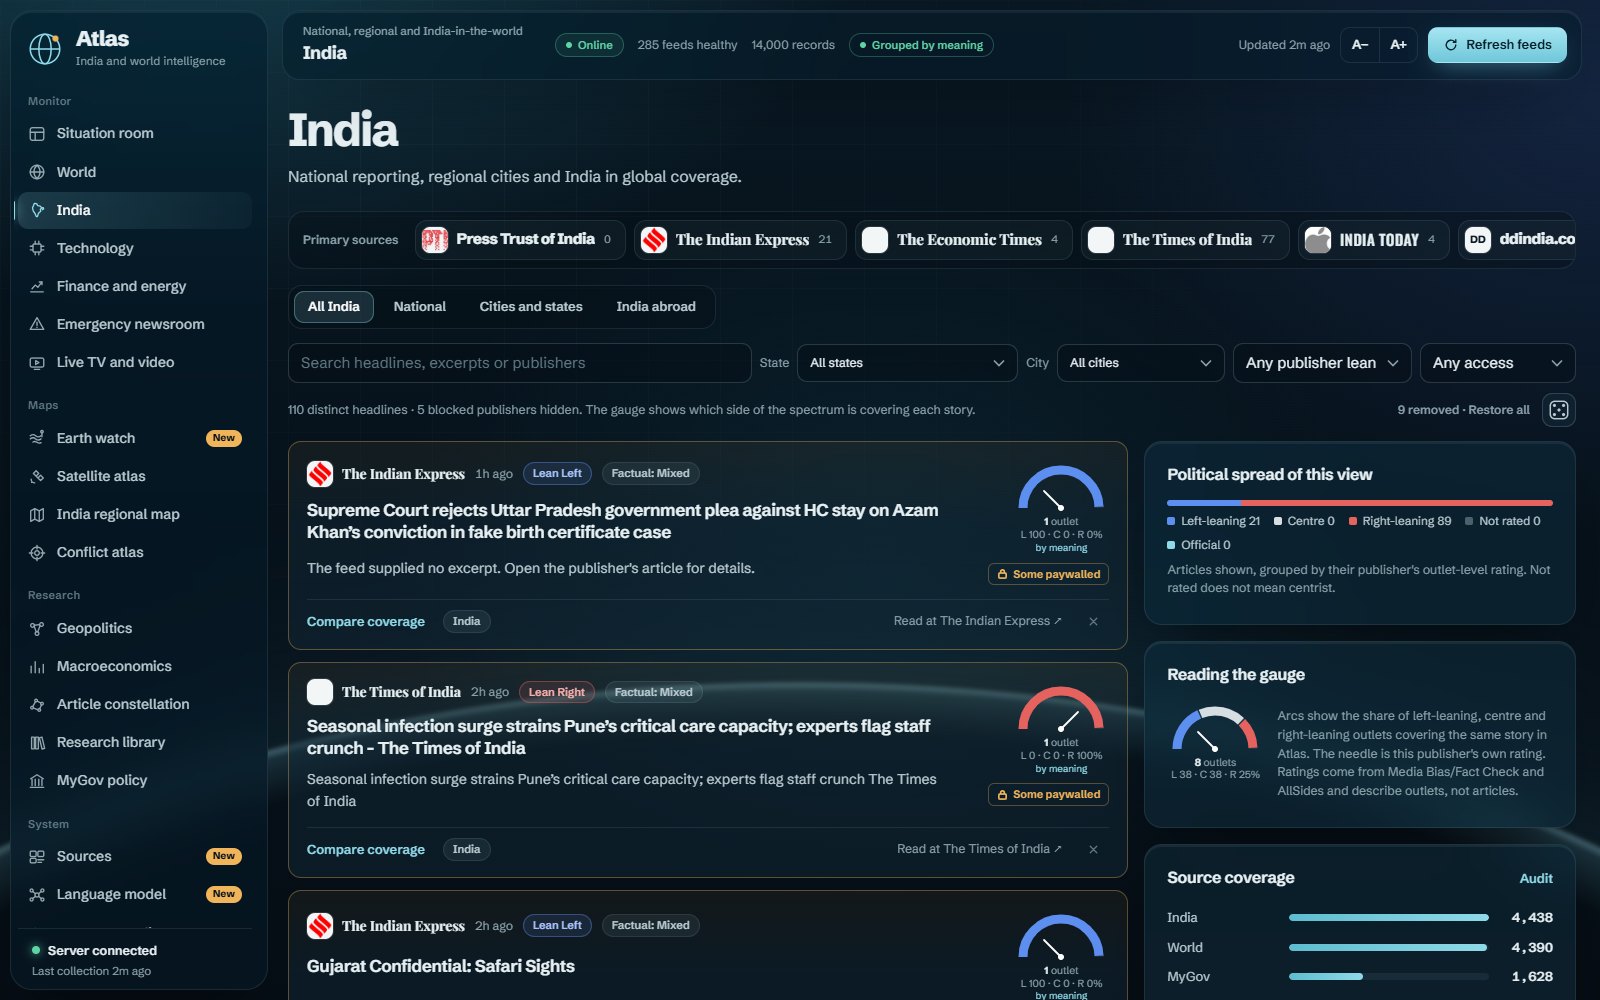 Atlas
India and world intelligence
Monitor
Situation room
World
India
Technology
Finance and energy
Emergency newsroom
Live TV and video
Maps
Earth watch New
Satellite atlas
India regional map
Conflict atlas
Research
Geopolitics
Macroeconomics
Article constellation
Research library
MyGov policy
System
Sources New
Language model New
Server connected
Last collection 2m ago
National, regional and India-in-the-world
India
Online 285 feeds healthy 14,000 records Grouped by meaning
Updated 2m ago A− A+ Refresh feeds
India
National reporting, regional cities and India in global coverage.
Primary sources PTI Press Trust of India 0 The Indian Express 21 The Economic Times 4 The Times of India 77 INDIA TODAY 4 DD ddindia.co
All India National Cities and states India abroad
Search headlines, excerpts or publishers State All states City All cities Any publisher lean Any access
110 distinct headlines · 5 blocked publishers hidden. The gauge shows which side of the spectrum is covering each story.
9 removed · Restore all
The Indian Express 1h ago Lean Left Factual: Mixed
Supreme Court rejects Uttar Pradesh government plea against HC stay on Azam
Khan's conviction in fake birth certificate case
The feed supplied no excerpt. Open the publisher's article for details.
1 outlet
L 100 · C 0 · R 0%
by meaning
Some paywalled
Compare coverage India Read at The Indian Express ↗ ×
The Times of India 2h ago Lean Right Factual: Mixed
Seasonal infection surge strains Pune's critical care capacity; experts flag staff
crunch - The Times of India
Seasonal infection surge strains Pune's critical care capacity; experts flag staff crunch The Times
of India
1 outlet
L 0 · C 0 · R 100%
by meaning
Some paywalled
Compare coverage India Read at The Times of India ↗ ×
The Indian Express 2h ago Lean Left Factual: Mixed
Gujarat Confidential: Safari Sights
1 outlet
L 100 · C 0 · R 0%
by meaning
Political spread of this view
Left-leaning 21 Centre 0 Right-leaning 89 Not rated 0
Official 0
Articles shown, grouped by their publisher's outlet-level rating. Not
rated does not mean centrist.
Reading the gauge
8 outlets
L 38 · C 38 · R 25%
Arcs show the share of left-leaning, centre and
right-leaning outlets covering the same story in
Atlas. The needle is this publisher's own rating.
Ratings come from Media Bias/Fact Check and
AllSides and describe outlets, not articles.
Source coverage Audit
India 4,438
World 4,390
MyGov 1,628